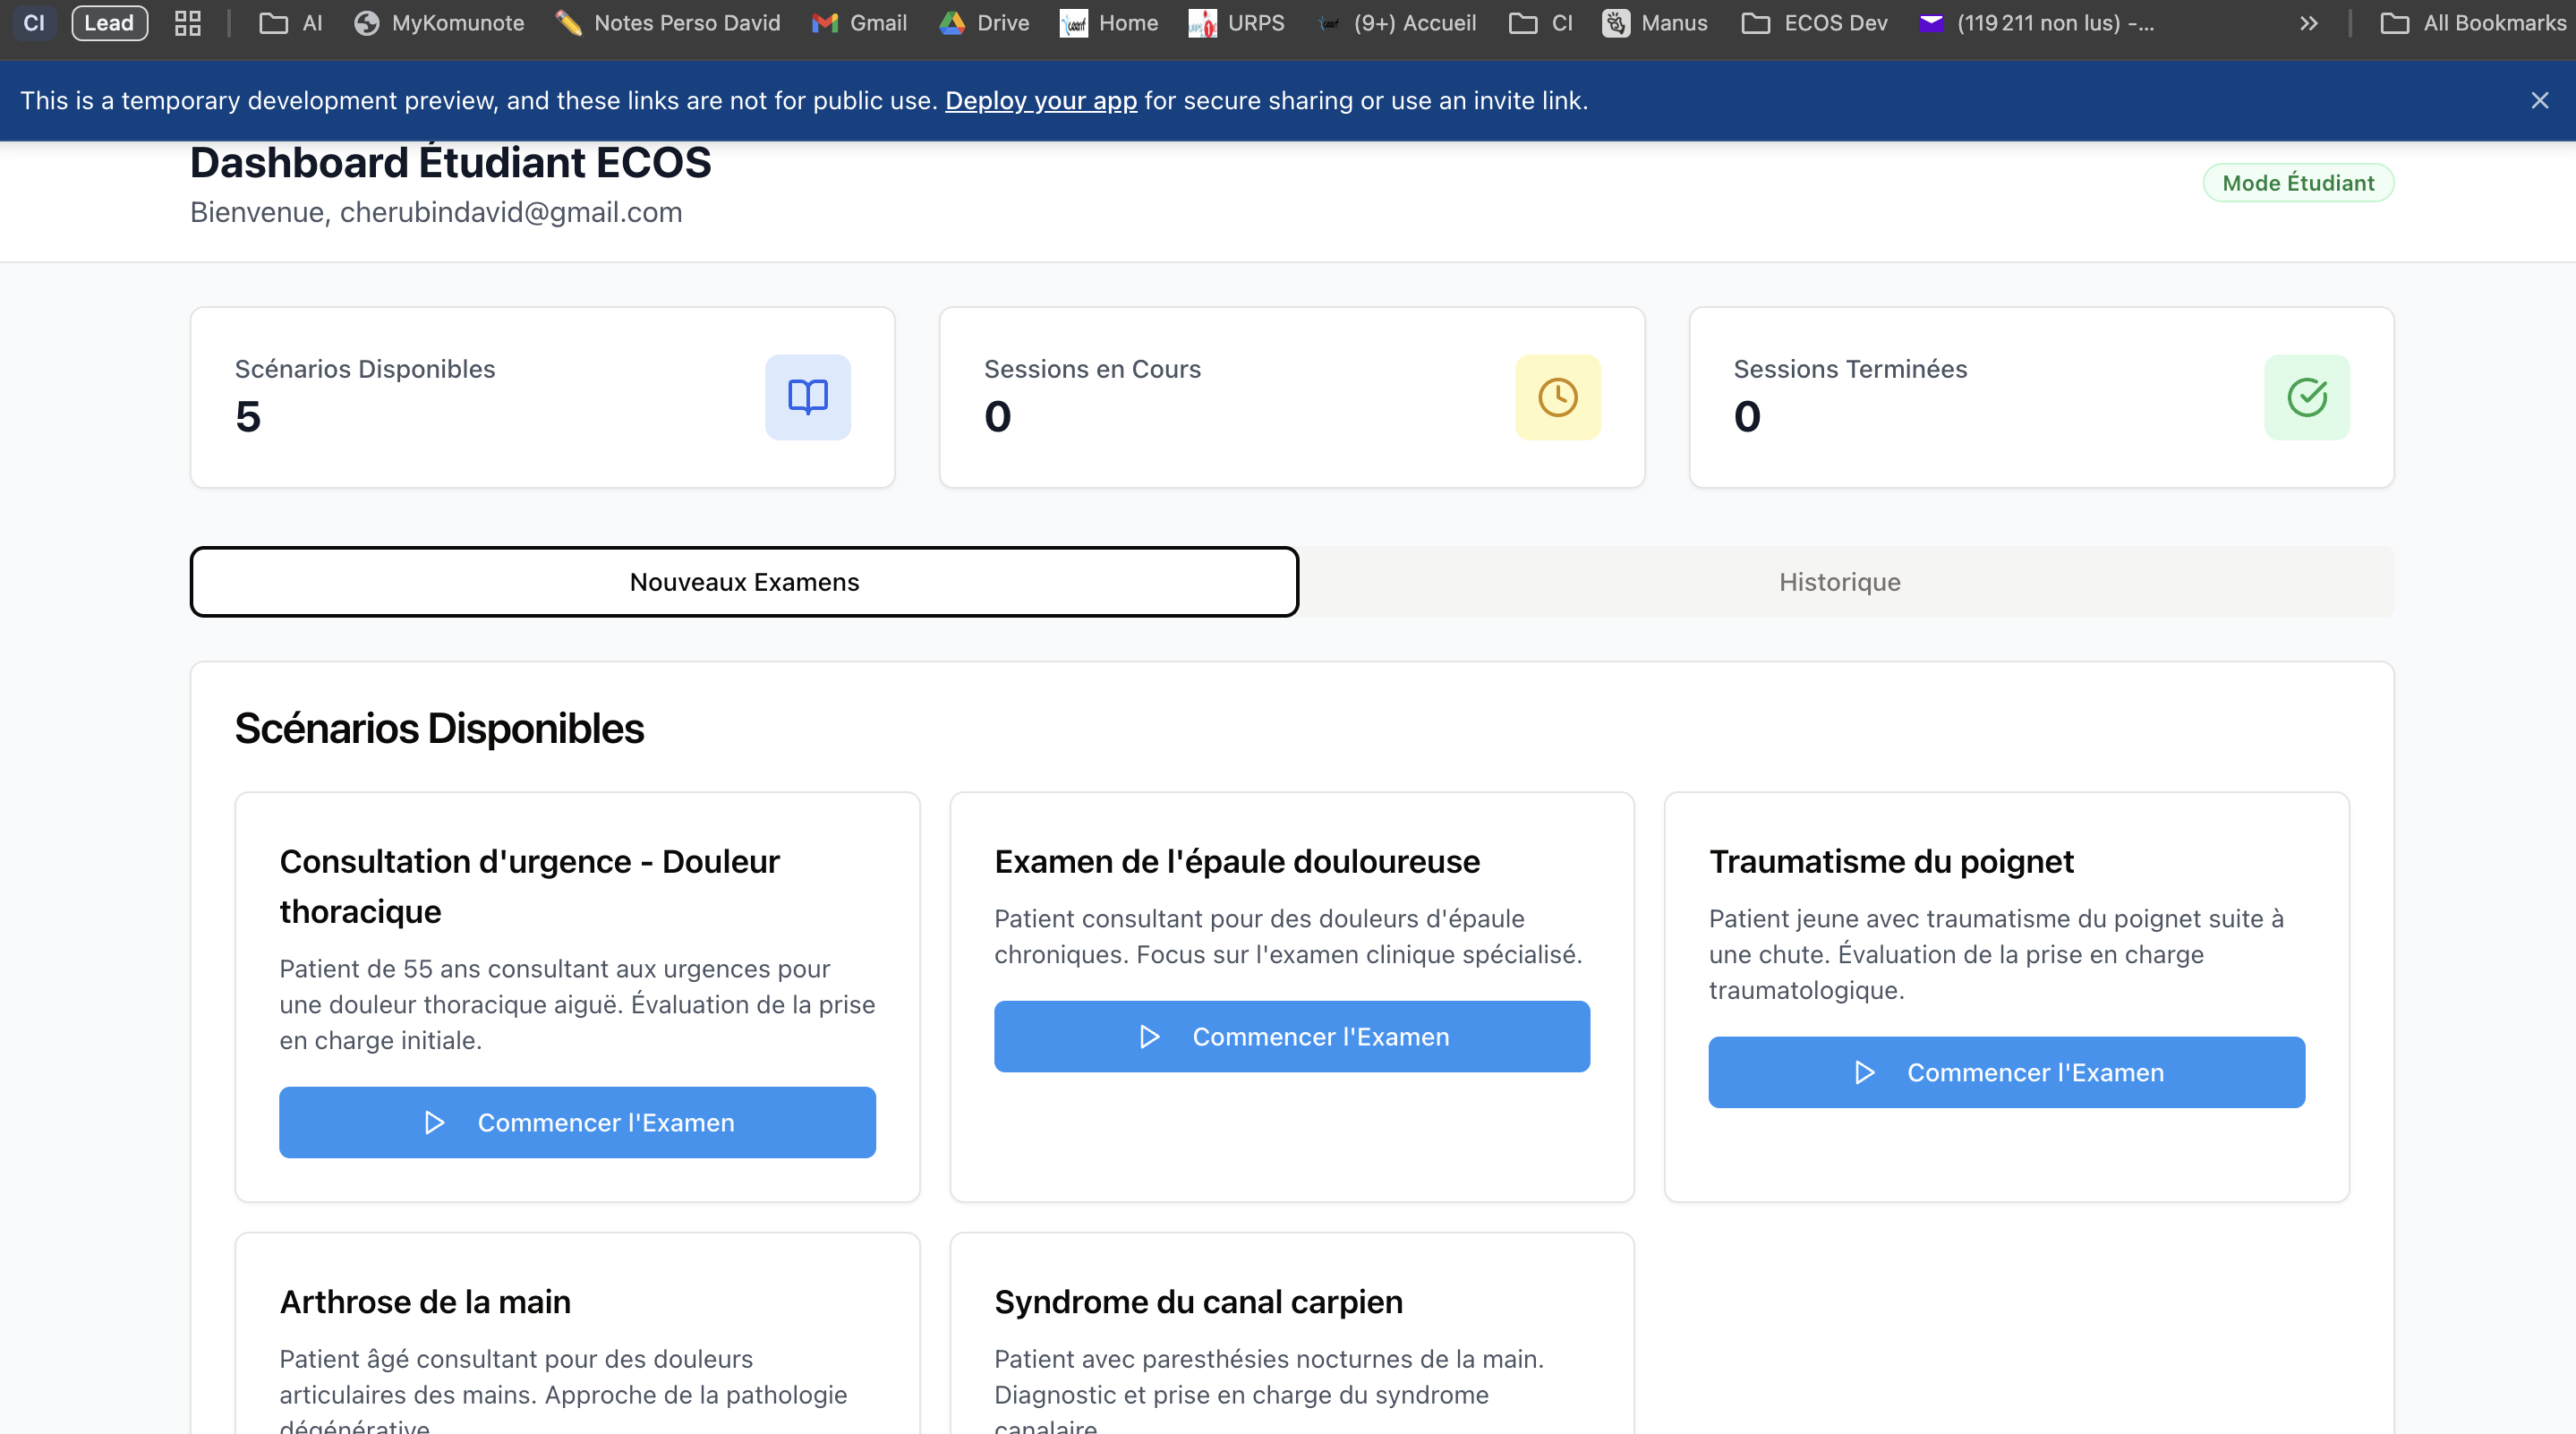 CI Lead AI MyKomunote Notes Perso David Gmail Drive Home URPS (9+) Accueil CI Manus ECOS Dev (119 211 non lus) -... All Bookmarks
This is a temporary development preview, and these links are not for public use. Deploy your app for secure sharing or use an invite link.
Dashboard Étudiant ECOS
Mode Étudiant
Bienvenue, cherubindavid@gmail.com
Scénarios Disponibles
5
Sessions en Cours
0
Sessions Terminées
0
Nouveaux Examens
Historique
Scénarios Disponibles
Consultation d'urgence - Douleur
thoracique
Patient de 55 ans consultant aux urgences pour
une douleur thoracique aiguë. Évaluation de la prise
en charge initiale.
Commencer l'Examen
Examen de l'épaule douloureuse
Patient consultant pour des douleurs d'épaule
chroniques. Focus sur l'examen clinique spécialisé.
Commencer l'Examen
Traumatisme du poignet
Patient jeune avec traumatisme du poignet suite à
une chute. Évaluation de la prise en charge
traumatologique.
Commencer l'Examen
Arthrose de la main
Patient âgé consultant pour des douleurs
articulaires des mains. Approche de la pathologie
dégénérative
Syndrome du canal carpien
Patient avec paresthésies nocturnes de la main.
Diagnostic et prise en charge du syndrome
canalaire